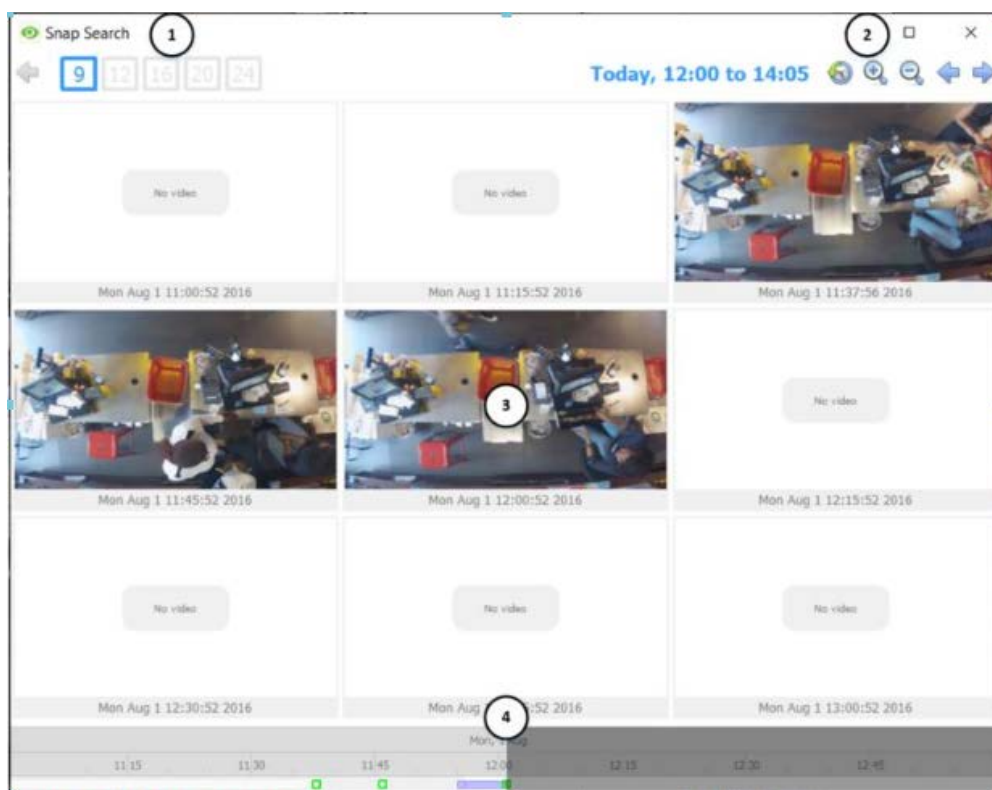 Snap Search
1
2
9 12 16 20 24
Today, 12:00 to 14:05
No video
No video
Mon Aug 1 11:00:52 2016
Mon Aug 1 11:15:52 2016
Mon Aug 1 11:37:56 2016
3
No video
Mon Aug 1 11:45:52 2016
Mon Aug 1 12:00:52 2016
Mon Aug 1 12:15:52 2016
No video
No video
No video
Mon Aug 1 12:30:52 2016
Mon Aug 4 5:52 2016
Mon Aug 1 13:00:52 2016
Mon, Aug
11:15 11:30 11:45 12:00 12:15 12:30 12:45